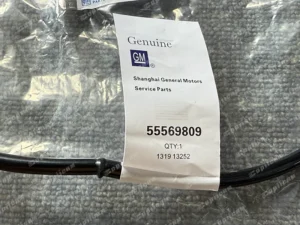 Genuine
GM
Shanghai General Motors
Service Parts
55569809
QTY:1
1319 13252